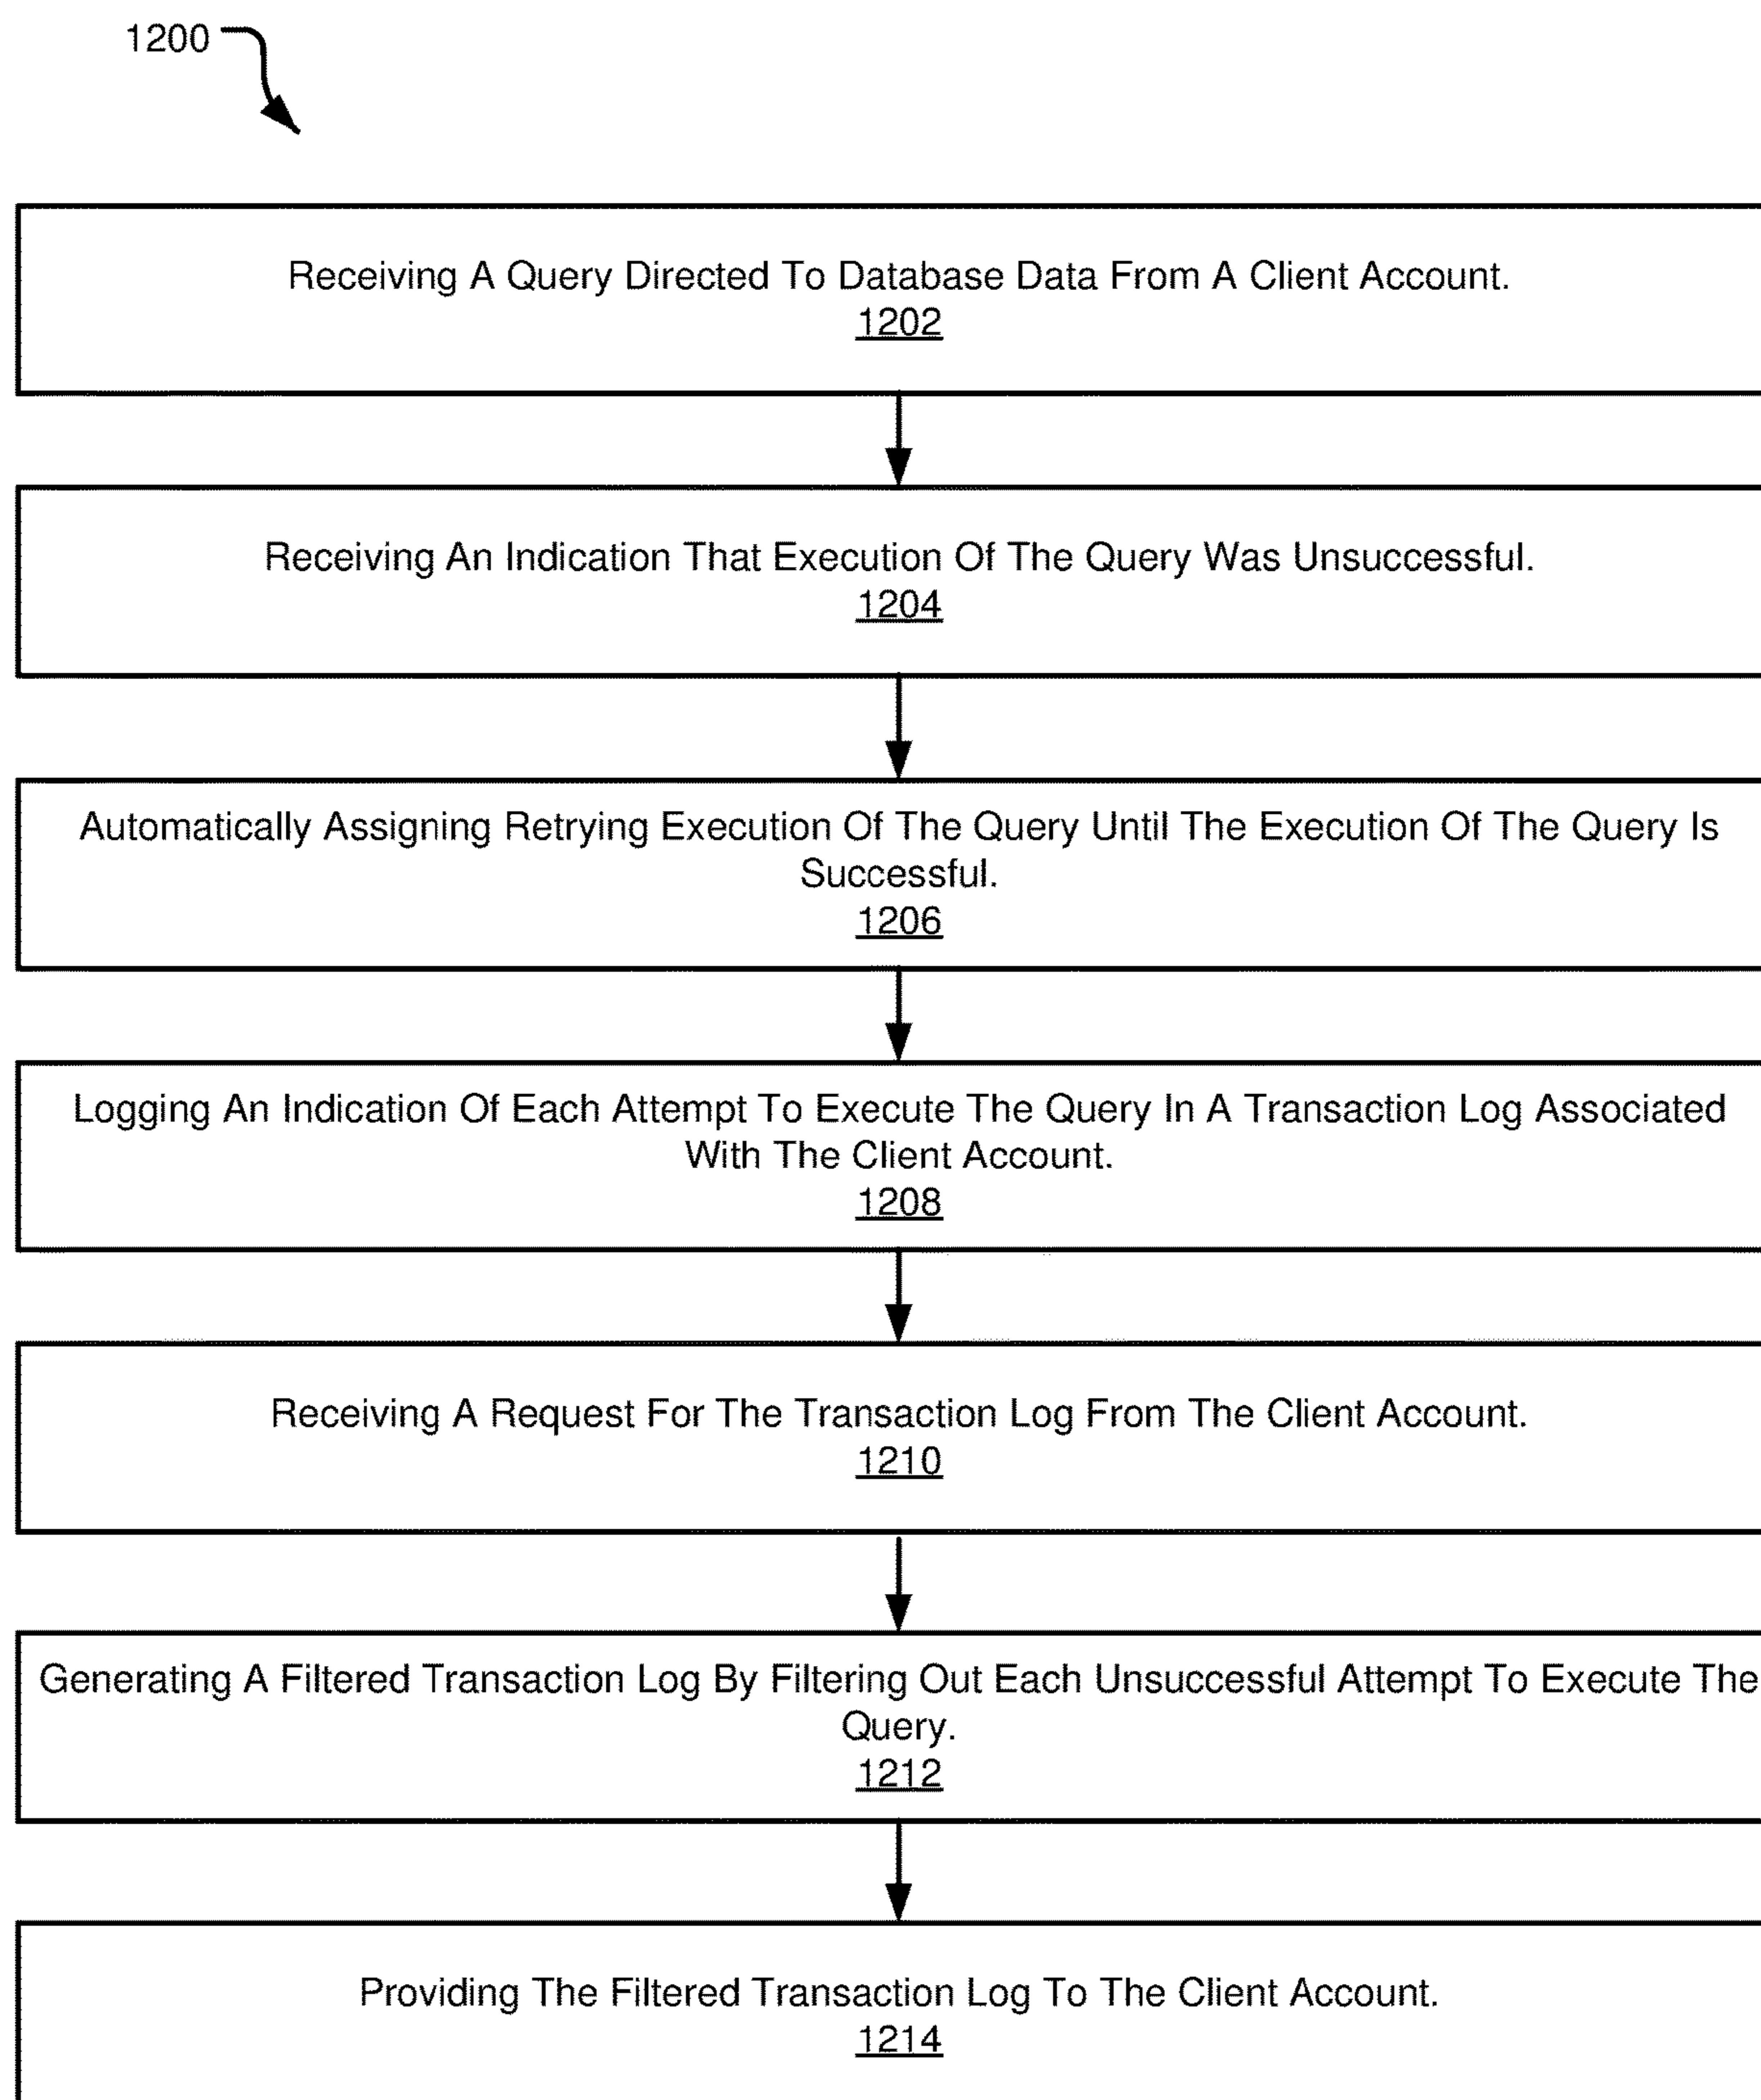 1200
Receiving A Query Directed To Database Data From A Client Account.
1202
Receiving An Indication That Execution Of The Query Was Unsuccessful.
1204
Automatically Assigning Retrying Execution Of The Query Until The Execution Of The Query Is
Successful.
1206
Logging An Indication Of Each Attempt To Execute The Query In A Transaction Log Associated
With The Client Account.
1208
Receiving A Request For The Transaction Log From The Client Account.
1210
Generating A Filtered Transaction Log By Filtering Out Each Unsuccessful Attempt To Execute The
Query.
1212
Providing The Filtered Transaction Log To The Client Account.
1214